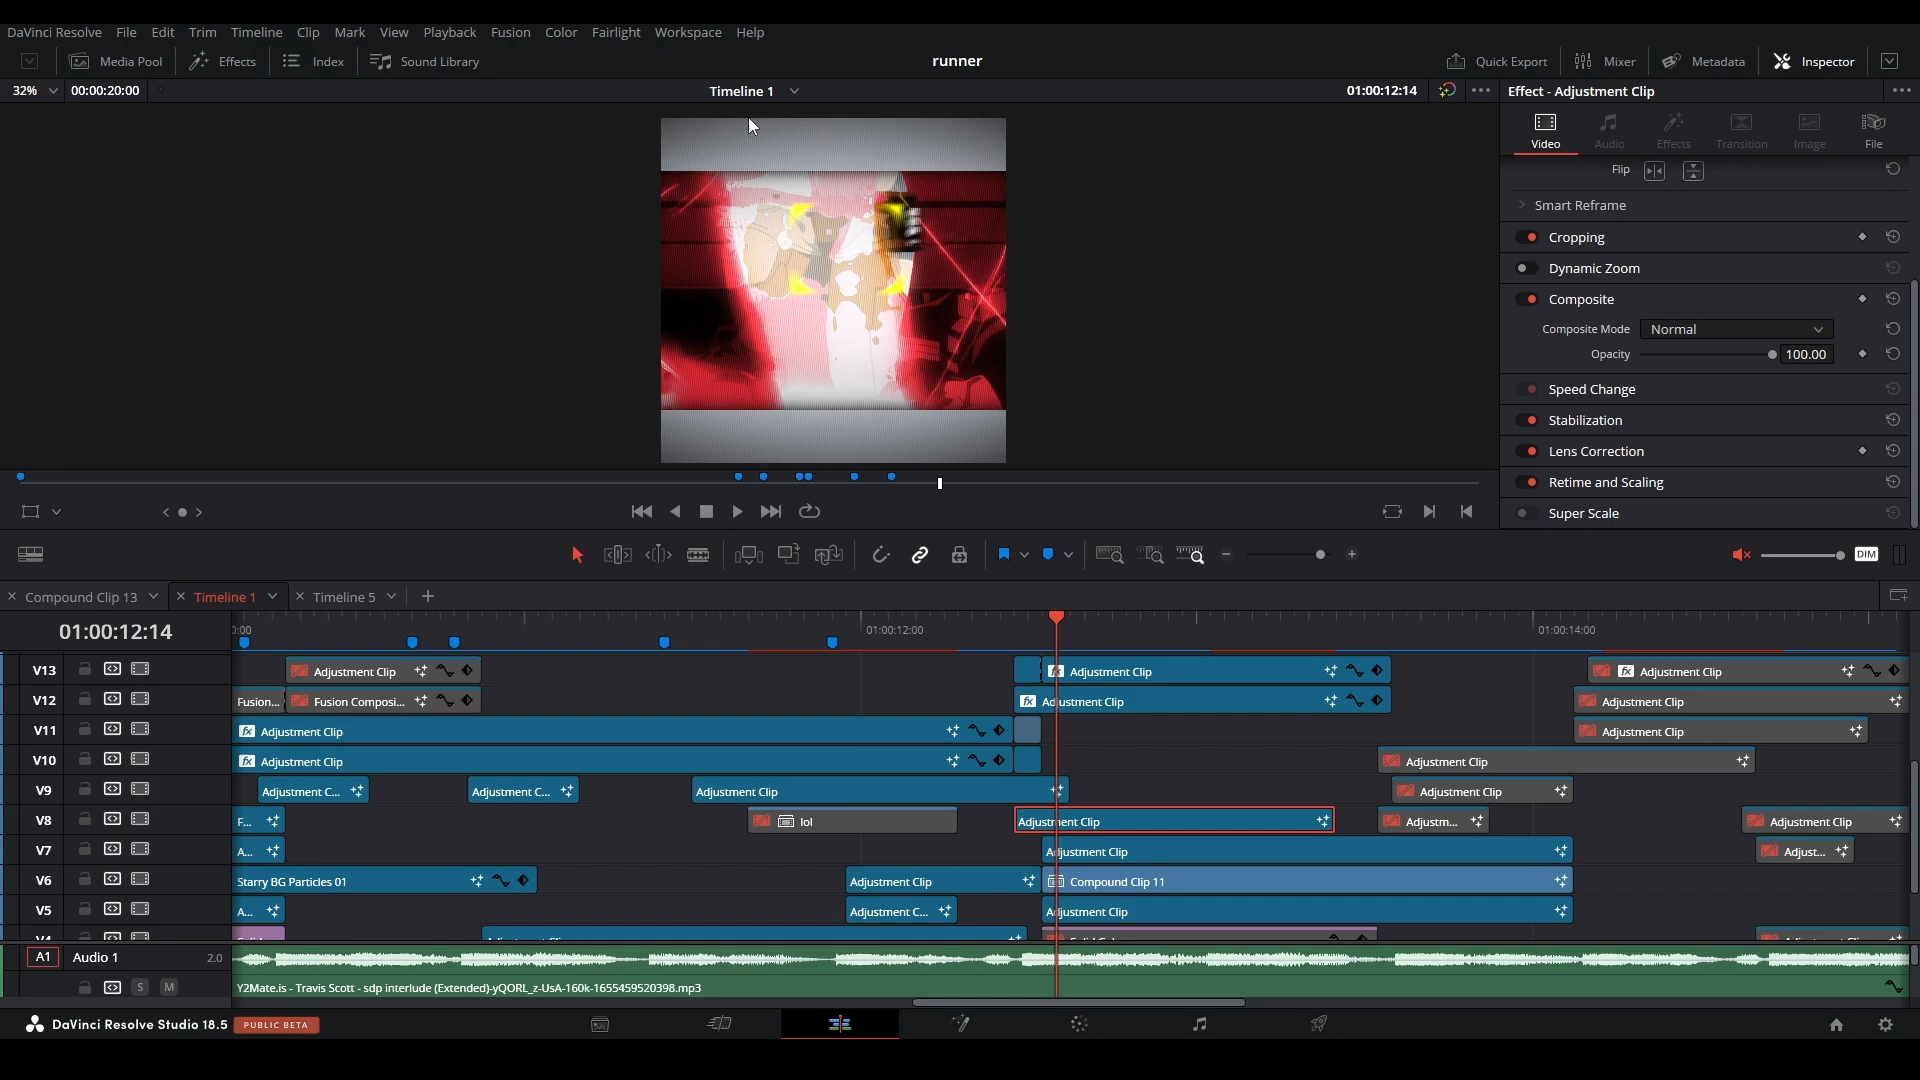 DaVinci Resolve File Edit Trim Timeline Clip Mark View Playback Fusion Color Fairlight Workspace Help
Media Pool Effects Index Sound Library runner Quick Export Mixer Metadata Inspector
32% 00:00:20:00 Timeline 1 01:00:12:14 Effect - Adjustment Clip
Video Audio Effects Transition Image File
Flip
Smart Reframe
Cropping
Dynamic Zoom
Composite
Composite Mode Normal
Opacity 100.00
Speed Change
Stabilization
Lens Correction
Retime and Scaling
Super Scale
DIM
Compound Clip 13 Timeline 1 Timeline 5
01:00:12:14 01:00:12:00 01:00:14:00
V13 Adjustment Clip fx Adjustment Clip fx Adjustment Clip
V12 Fusion... Fusion Composi... fx Adjustment Clip Adjustment Clip
V11 fx Adjustment Clip Adjustment Clip
V10 fx Adjustment Clip Adjustment Clip
V9 Adjustment C... Adjustment C... Adjustment Clip Adjustment Clip
V8 F... lol Adjustment Clip Adjustm... Adjustment Clip
V7 A... Adjustment Clip Adjust...
V6 Starry BG Particles 01 Adjustment Clip Compound Clip 11
V5 A... Adjustment C... Adjustment Clip
A1 Audio 1 2.0
S M Y2Mate.is - Travis Scott - sdp interlude (Extended)-yQORL_z-UsA-160k-1655459520398.mp3
DaVinci Resolve Studio 18.5 PUBLIC BETA